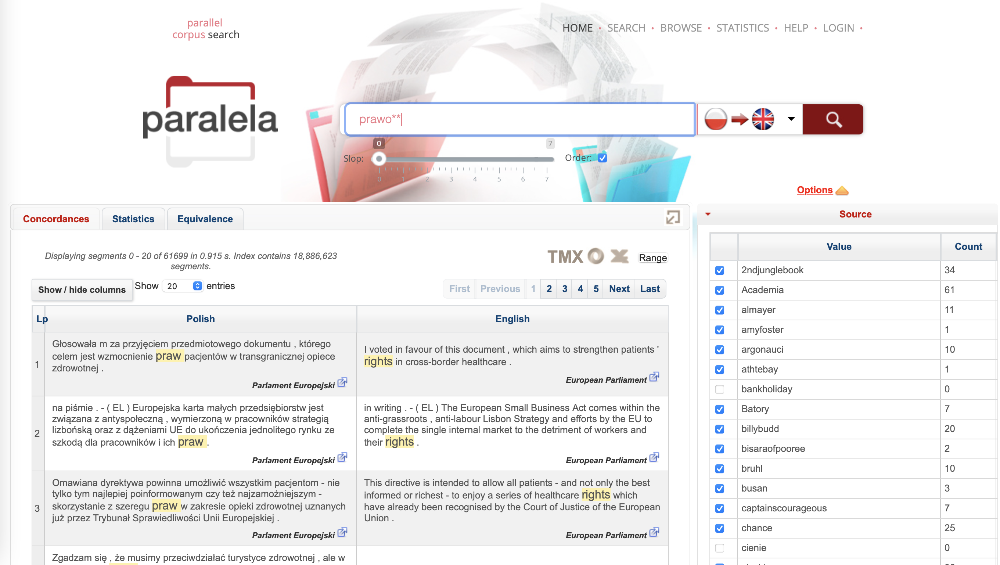 parallel
corpus search
HOME • SEARCH • BROWSE • STATISTICS • HELP • LOGIN •
paralela
prawo**
0 7
Slop:
Order:
0 1 2 3 4 5 6 7
Options
Concordances Statistics Equivalence
Displaying segments 0 - 20 of 61699 in 0.915 s. Index contains 18,886,623
segments.
TMX Range
Show / hide columns Show 20 entries
First Previous 1 2 3 4 5 Next Last
Lp Polish English
1
Głosowała m za przyjęciem przedmiotowego dokumentu , którego
celem jest wzmocnienie praw pacjentów w transgranicznej opiece
zdrowotnej .
Parlament Europejski
I voted in favour of this document , which aims to strengthen patients '
rights in cross-border healthcare .
European Parliament
2
na piśmie . - ( EL ) Europejska karta małych przedsiębiorstw jest
związana z antyspołeczną , wymierzoną w pracowników strategią
lizbońską oraz z dążeniami UE do ukończenia jednolitego rynku ze
szkodą dla pracowników i ich praw .
Parlament Europejski
in writing . - ( EL ) The European Small Business Act comes within the
anti-grassroots , anti-labour Lisbon Strategy and efforts by the EU to
complete the single internal market to the detriment of workers and
their rights .
European Parliament
3
Omawiana dyrektywa powinna umożliwić wszystkim pacjentom - nie
tylko tym najlepiej poinformowanym czy też najzamożniejszym -
skorzystanie z szeregu praw w zakresie opieki zdrowotnej uznanych
już przez Trybunał Sprawiedliwości Unii Europejskiej .
Parlament Europejski
This directive is intended to allow all patients - and not only the best
informed or richest - to enjoy a series of healthcare rights which
have already been recognised by the Court of Justice of the European
Union .
European Parliament
Zgadzam się , że musimy przeciwdziałać turystyce zdrowotnej , ale w
Source
Value Count
2ndjunglebook 34
Academia 61
almayer 11
amyfoster 1
argonauci 10
athtebay 1
bankholiday 0
Batory 7
billybudd 20
bisaraofpooree 2
bruhl 10
busan 3
captainscourageous 7
chance 25
cienie 0